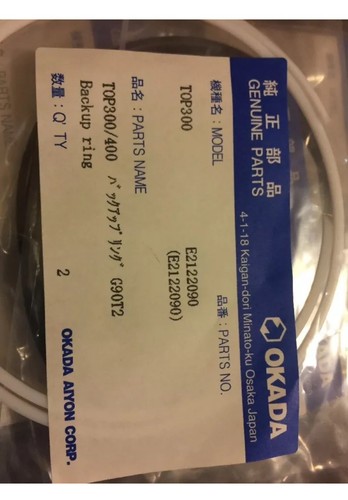 純正部品
GENUINE PARTS
OKADA
4-1-18 Kaigan-dori Minato-ku Osaka Japan
機種名:MODEL
品番:PARTS NO.
TOP300
E2122090
(E2122090)
品名:PARTS NAME
TOP300/400 バックアップリング G90T2
Backup ring
数量:Q'TY
2
OKADA AIYON CORP.